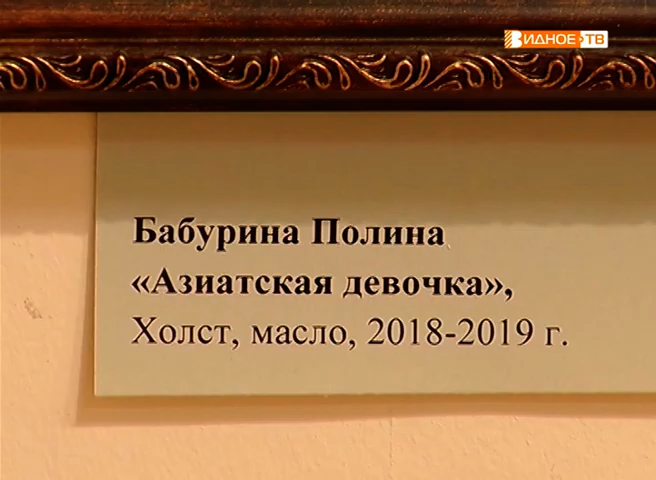 ВИДНОЕ-ТВ
Бабурина Полина
«Азиатская девочка»,
Холст, масло, 2018-2019 г.